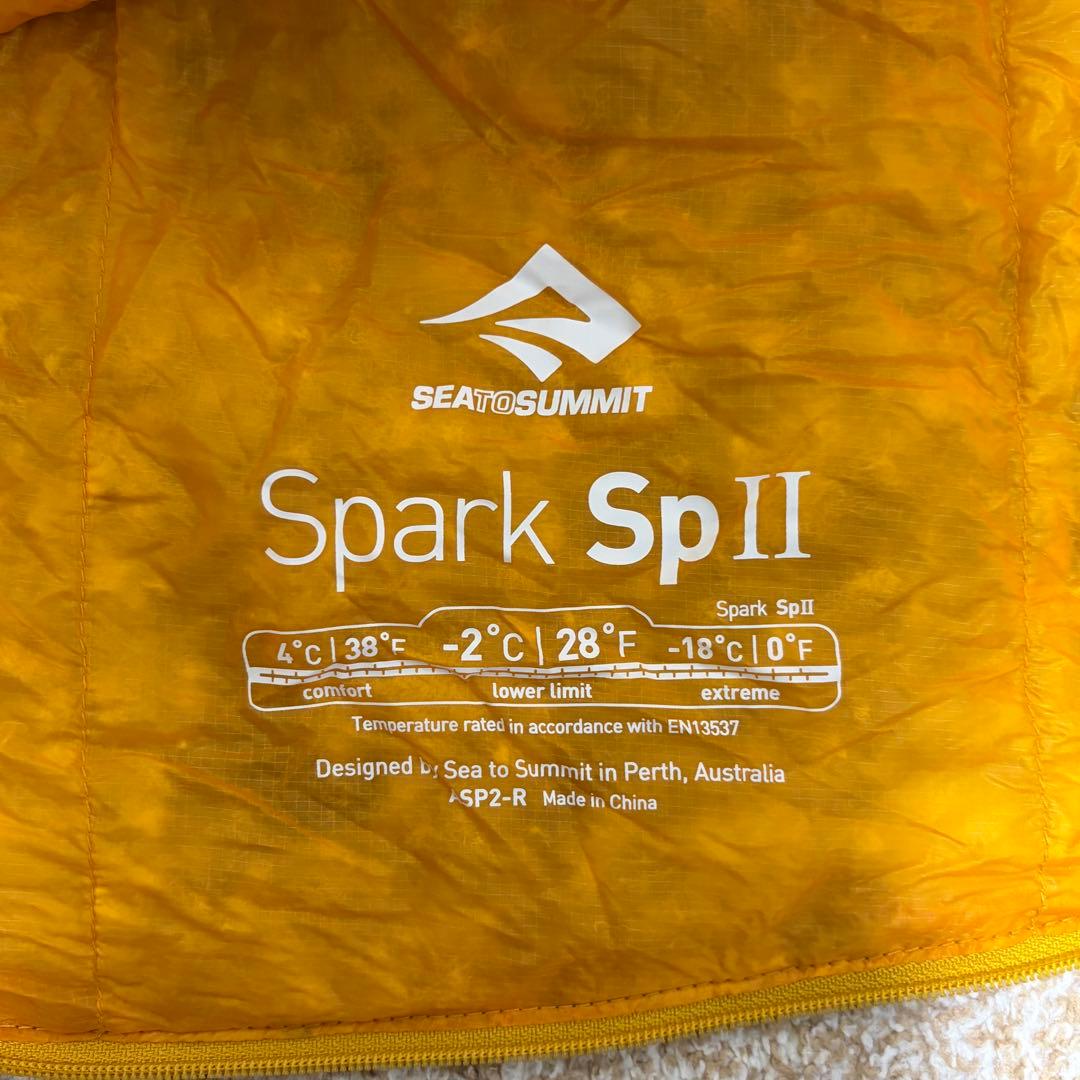 SEATOSUMMIT
Spark SpII
Spark SpII
4°C | 38°F -2°C | 28°F -18°C | 0°F
comfort lower limit extreme
Temperature rated in accordance with EN13537
Designed by Sea to Summit in Perth, Australia
ASP2-R Made in China